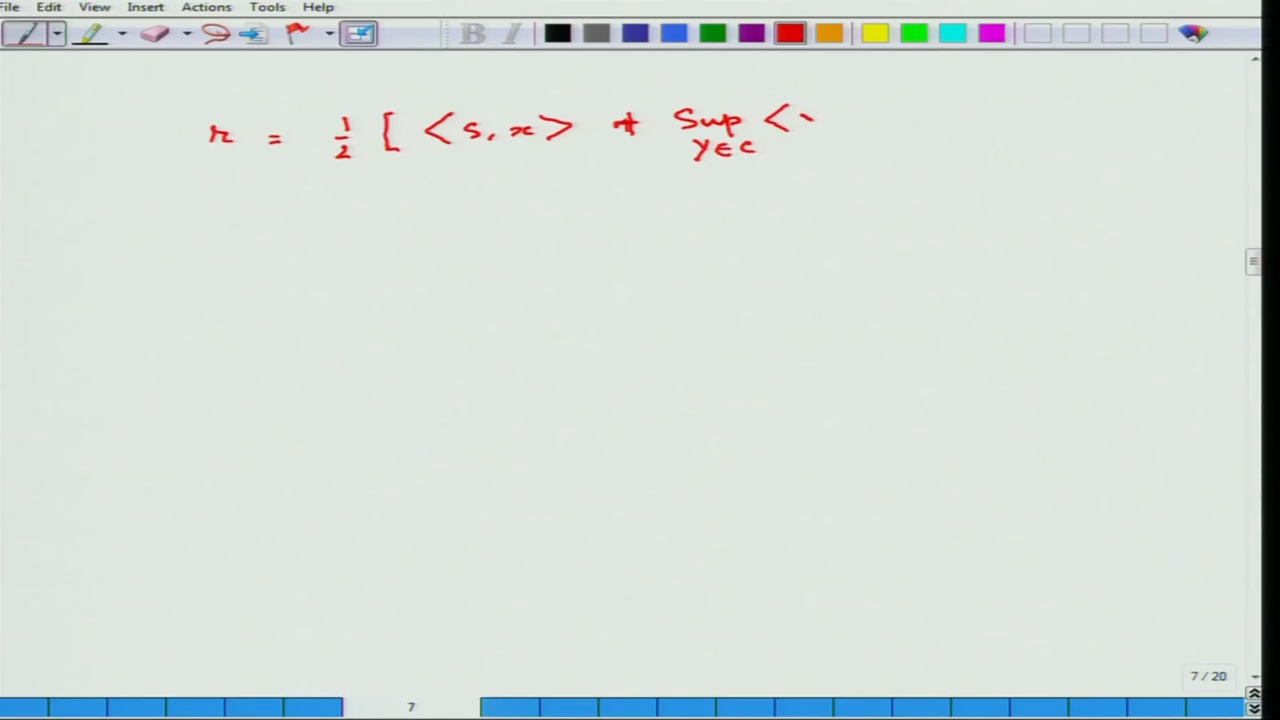 File Edit View Insert Actions Tools Help
B I
r = 1/2 [ <s, x> + Sup <
y∈C
7 / 20
7